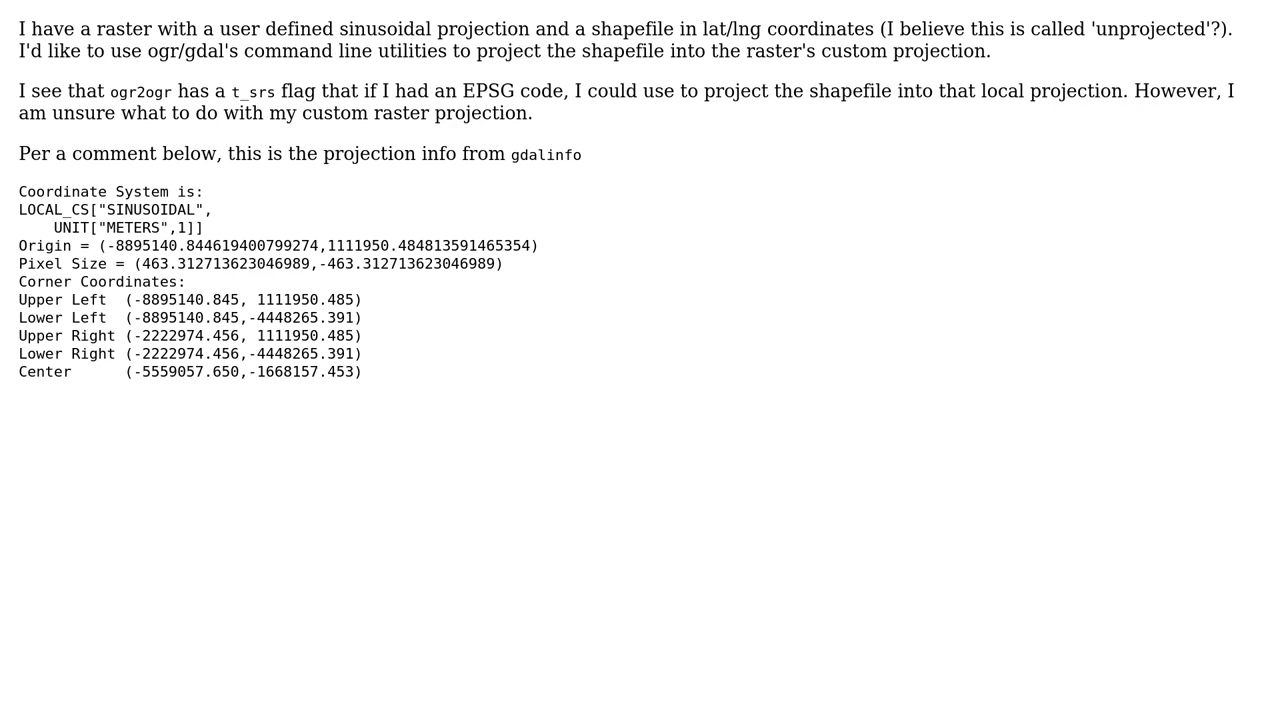 I have a raster with a user defined sinusoidal projection and a shapefile in lat/lng coordinates (I believe this is called 'unprojected'?).
I'd like to use ogr/gdal's command line utilities to project the shapefile into the raster's custom projection.
I see that ogr2ogr has a t_srs flag that if I had an EPSG code, I could use to project the shapefile into that local projection. However, I
am unsure what to do with my custom raster projection.
Per a comment below, this is the projection info from gdalinfo
Coordinate System is:
LOCAL_CS["SINUSOIDAL",
    UNIT["METERS",1]]
Origin = (-8895140.844619400799274,1111950.484813591465354)
Pixel Size = (463.312713623046989,-463.312713623046989)
Corner Coordinates:
Upper Left  (-8895140.845, 1111950.485)
Lower Left  (-8895140.845,-4448265.391)
Upper Right (-2222974.456, 1111950.485)
Lower Right (-2222974.456,-4448265.391)
Center      (-5559057.650,-1668157.453)